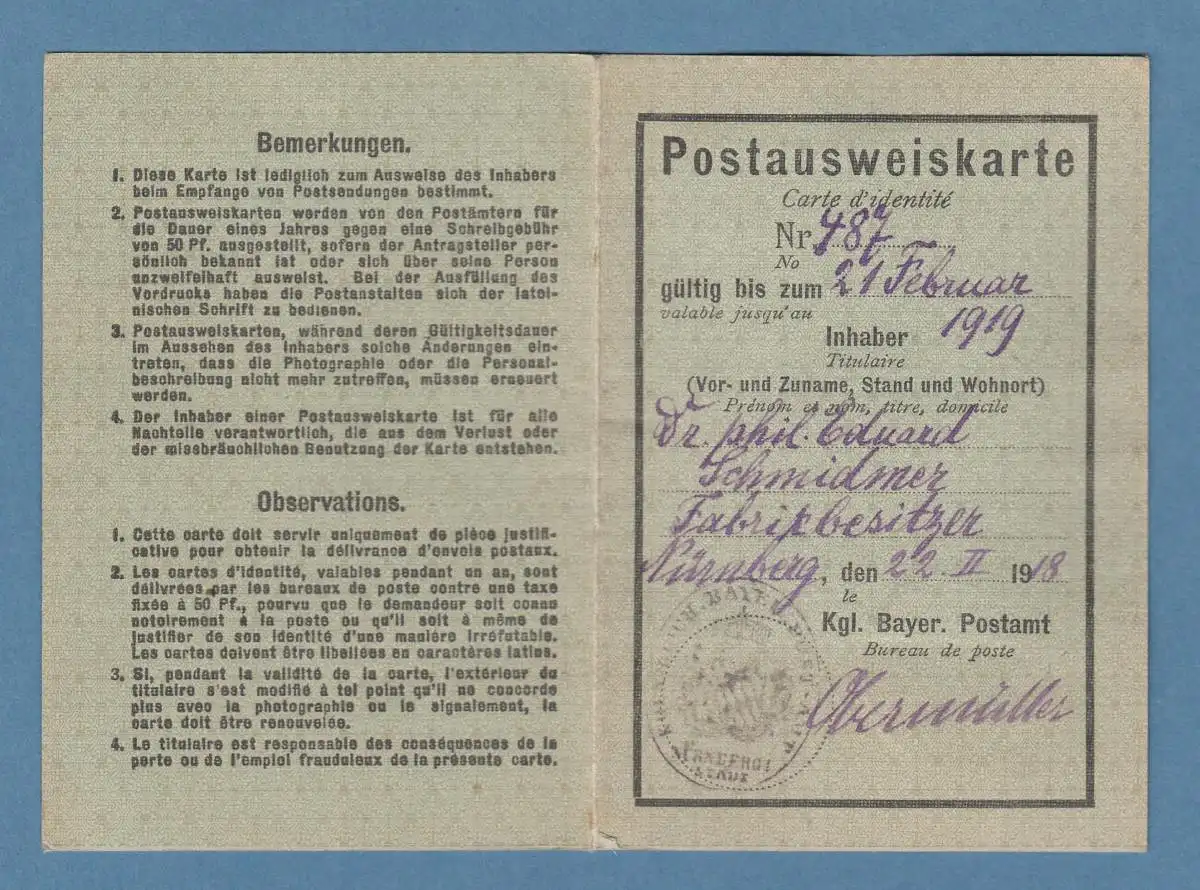 Bemerkungen.
1. Diese Karte ist lediglich zum Ausweise des Inhabers
beim Empfange von Postsendungen bestimmt.
2. Postausweiskarten werden von den Postämtern für
die Dauer eines Jahres gegen eine Schreibgebühr
von 50 Pf. ausgestellt, sofern der Antragsteller per-
sönlich bekannt ist oder sich über seine Person
unzweifelhaft ausweist. Bei der Ausfüllung des
Vordrucks haben die Postanstalten sich der latei-
nischen Schrift zu bedienen.
3. Postausweiskarten, während deren Gültigkeitsdauer
im Aussehen des Inhabers solche Änderungen ein-
treten, dass die Photographie oder die Personal-
beschreibung nicht mehr zutreffen, müssen erneuert
werden.
4. Der Inhaber einer Postausweiskarte ist für alle
Nachteile verantwortlich, die aus dem Verlust oder
der missbräuchlichen Benutzung der Karte entstehen.
Observations.
1. Cette carte doit servir uniquement de pièce justifi-
cative pour obtenir la délivrance d'envois postaux.
2. Les cartes d'identité, valables pendant un an, sont
délivrées par les bureaux de poste contre une taxe
fixée à 50 Pf., pourvu que le demandeur soit connu
notoirement à la poste ou qu'il soit à même de
justifier de son identité d'une manière irréfutable.
Les cartes doivent être libellées en caractères latins.
3. Si, pendant la validité de la carte, l'extérieur du
titulaire s'est modifié à tel point qu'il ne concorde
plus avec la photographie ou le signalement, la
carte doit être renouvelée.
4. Le titulaire est responsable des conséquences de la
perte ou de l'emploi frauduleux de la présente carte.
Postausweiskarte
Carte d'identité
Nr. 487
No
gültig bis zum 21 Februar
valable jusqu'au
1919
Inhaber
Titulaire
(Vor- und Zuname, Stand und Wohnort)
Prénom et nom, titre, domicile
Dr. phil. Eduard
Schmidmer
Fabrikbesitzer
Nürnberg, den 22. II 1918
le
Kgl. Bayer. Postamt
Bureau de poste
Obermüller